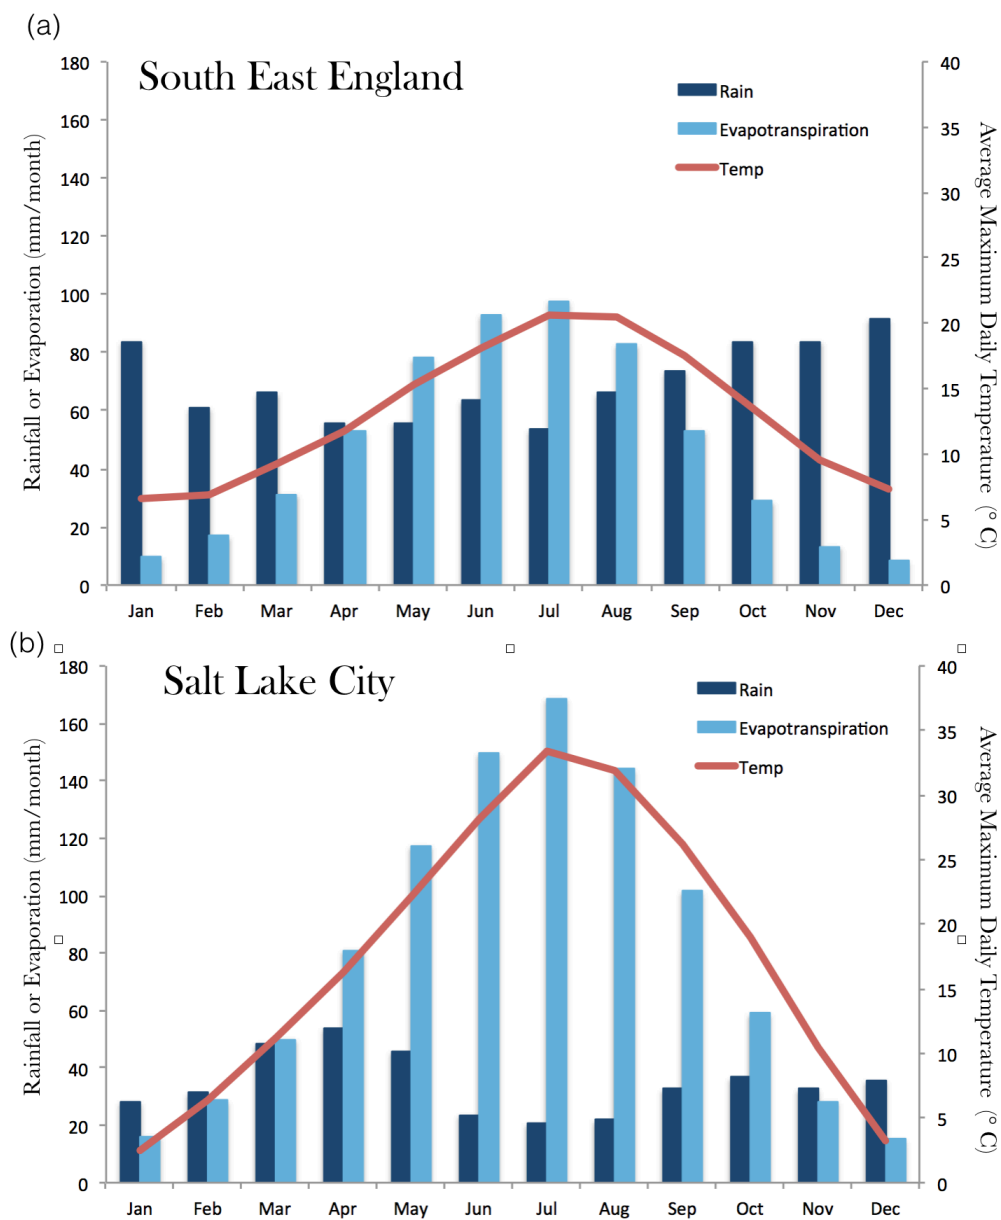 (a)
South East England
Rain
Evapotranspiration
Temp
Rainfall or Evaporation (mm/month)
180
160
140
120
100
80
60
40
20
0
40
35
30
25
20
15
10
5
0
Average Maximum Daily Temperature (° C)
Jan Feb Mar Apr May Jun Jul Aug Sep Oct Nov Dec
(b)
Salt Lake City
Rain
Evapotranspiration
Temp
Rainfall or Evaporation (mm/month)
180
160
140
120
100
80
60
40
20
0
40
35
30
25
20
15
10
5
0
Average Maximum Daily Temperature (° C)
Jan Feb Mar Apr May Jun Jul Aug Sep Oct Nov Dec